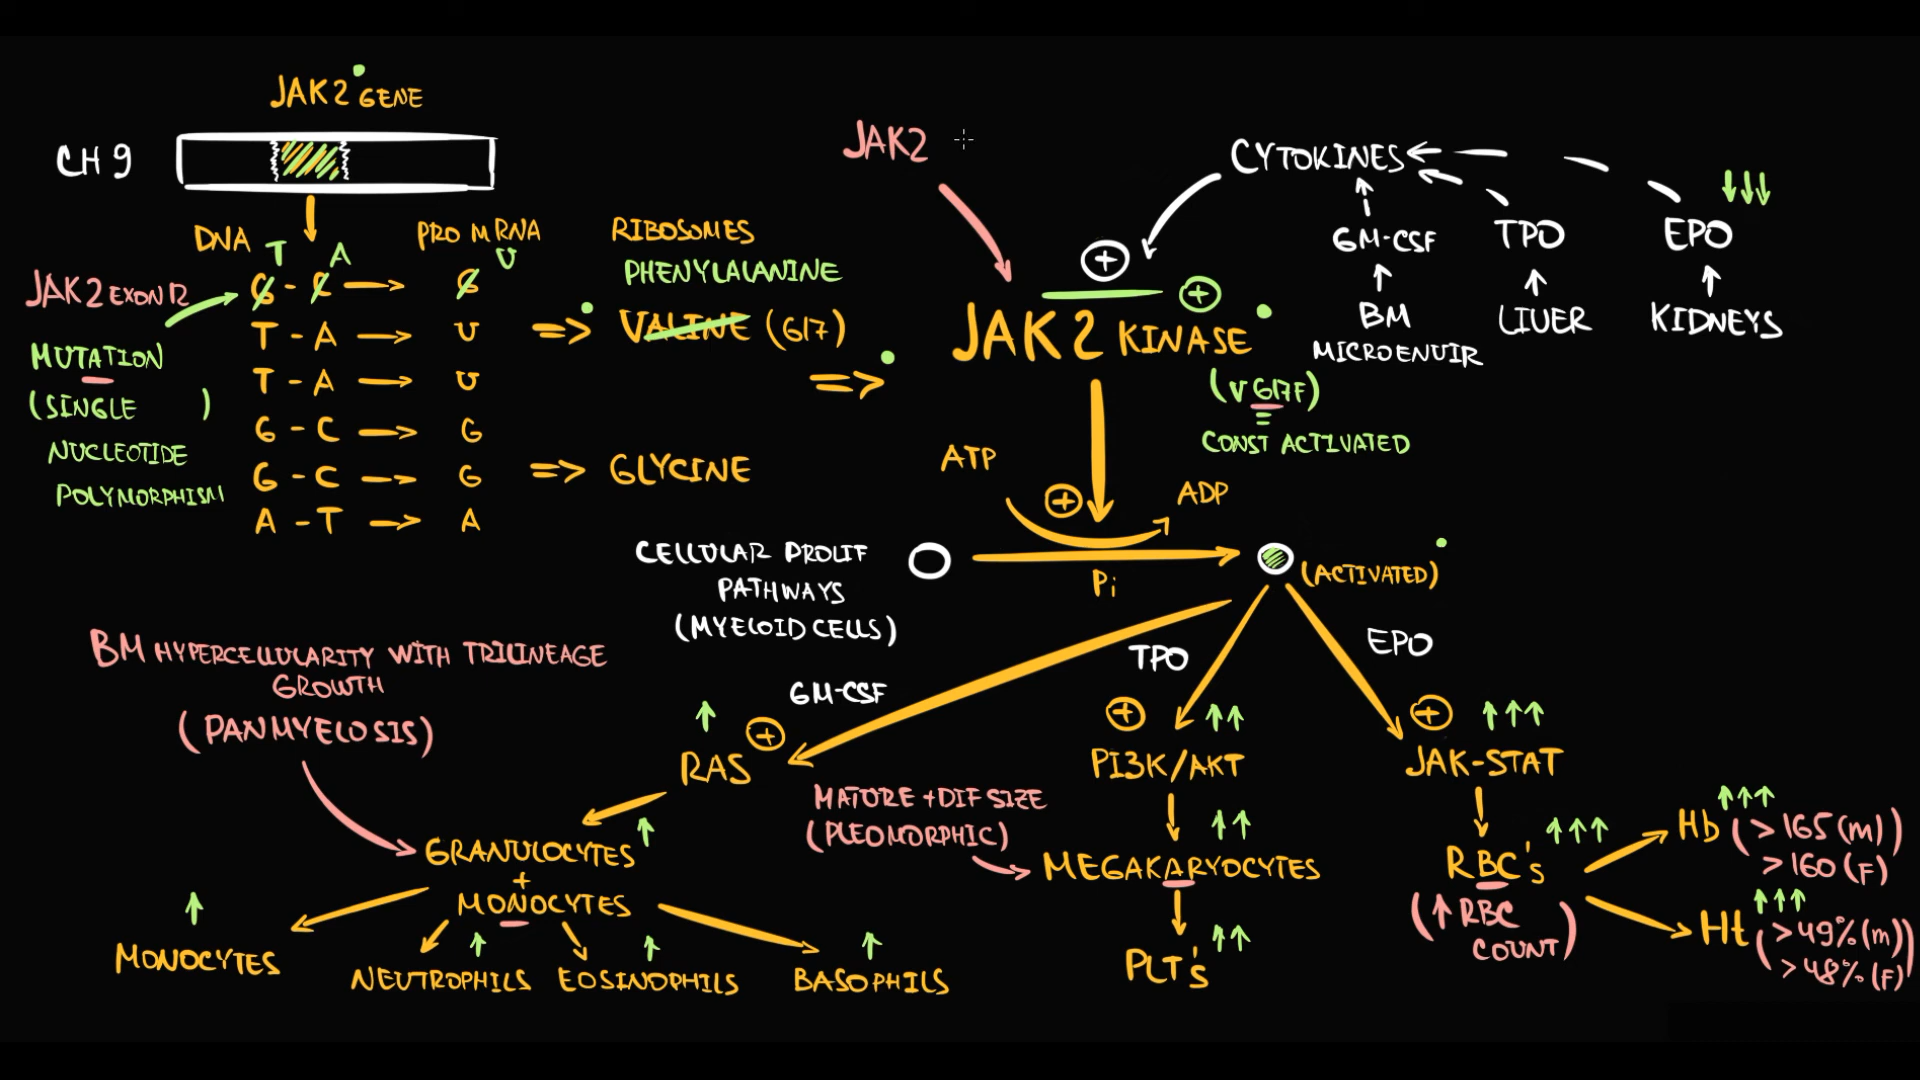 JAK2 GENE
CH 9
DNA
PRO MRNA
RIBOSOMES
T
A
U
PHENYLALANINE
JAK2 EXON 12
G - C → G
T - A → U
T - A → U
G - C → G
G - C → G
A - T → A
=> VALINE (617)
=> GLYCINE
MUTATION
(SINGLE )
NUCLEOTIDE
POLYMORPHISM
=>
JAK2
CYTOKINES
GM-CSF
TPO
EPO ↓↓↓
BM
MICROENVIR
LIVER
KIDNEYS
+
+
JAK2 KINASE
(V617F)
=
CONST ACTIVATED
ATP
+
ADP
Pi
CELLULAR PROLIF
PATHWAYS
(MYELOID CELLS)
(ACTIVATED)
BM HYPERCELLULARITY WITH TRILINEAGE
GROWTH
(PANMYELOSIS)
GM-CSF
TPO
EPO
↑ +
RAS
+ ↑↑
PI3K/AKT
+ ↑↑↑
JAK-STAT
MATURE + DIF SIZE
(PLEOMORPHIC)
GRANULOCYTES ↑
+
MONOCYTES
↑
MONOCYTES
↑
NEUTROPHILS
↑
EOSINOPHILS
↑
BASOPHILS
↑↑
MEGAKARYOCYTES
PLT's ↑↑
RBC's ↑↑↑
(↑ RBC
COUNT)
Hb ↑↑↑ (> 165 (m))
> 160 (F)
Ht ↑↑↑ (> 49% (m))
> 48% (F)